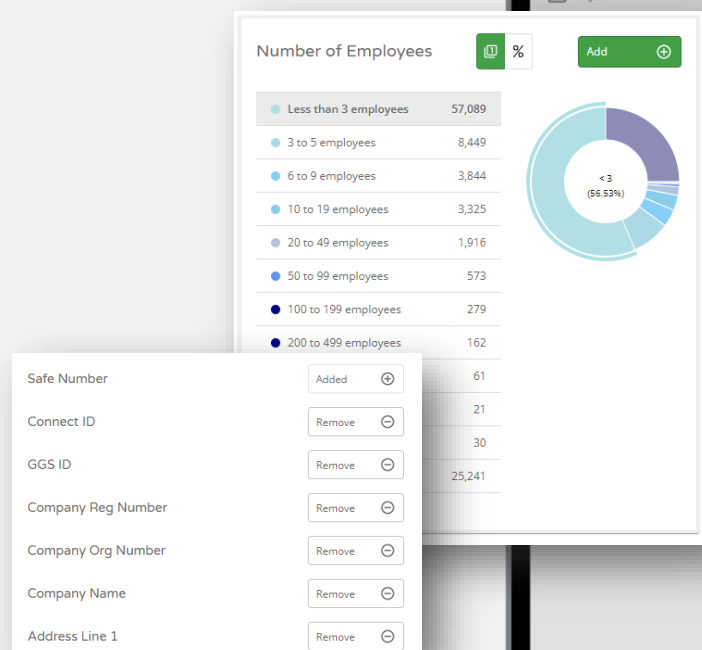 Number of Employees
1 %
Add
Less than 3 employees 57,089
3 to 5 employees 8,449
6 to 9 employees 3,844
10 to 19 employees 3,325
20 to 49 employees 1,916
50 to 99 employees 573
100 to 199 employees 279
200 to 499 employees 162
61
21
30
25,241
< 3
(56.53%)
Safe Number Added
Connect ID Remove
GGS ID Remove
Company Reg Number Remove
Company Org Number Remove
Company Name Remove
Address Line 1 Remove